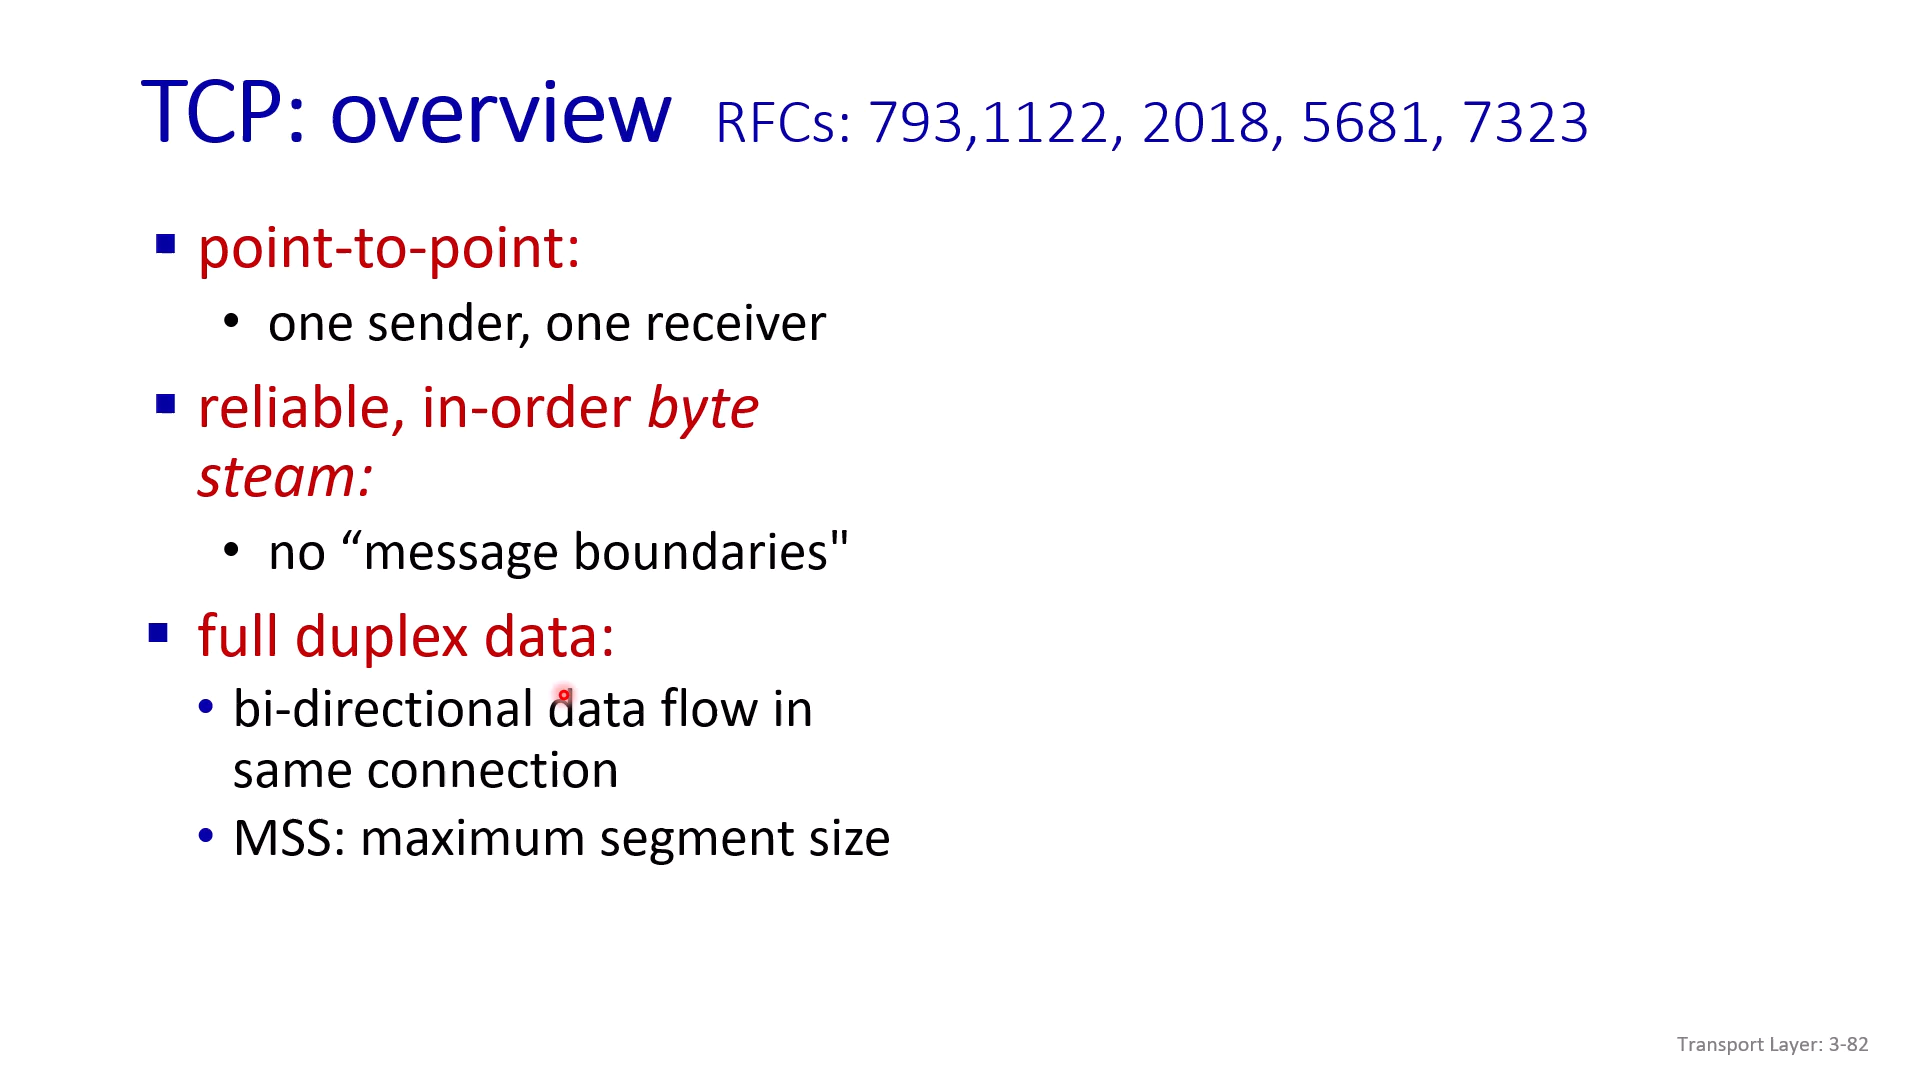 TCP: overview RFCs: 793,1122, 2018, 5681, 7323
▪ point-to-point:
• one sender, one receiver
▪ reliable, in-order byte
steam:
• no “message boundaries"
▪ full duplex data:
• bi-directional data flow in
same connection
• MSS: maximum segment size
Transport Layer: 3-82